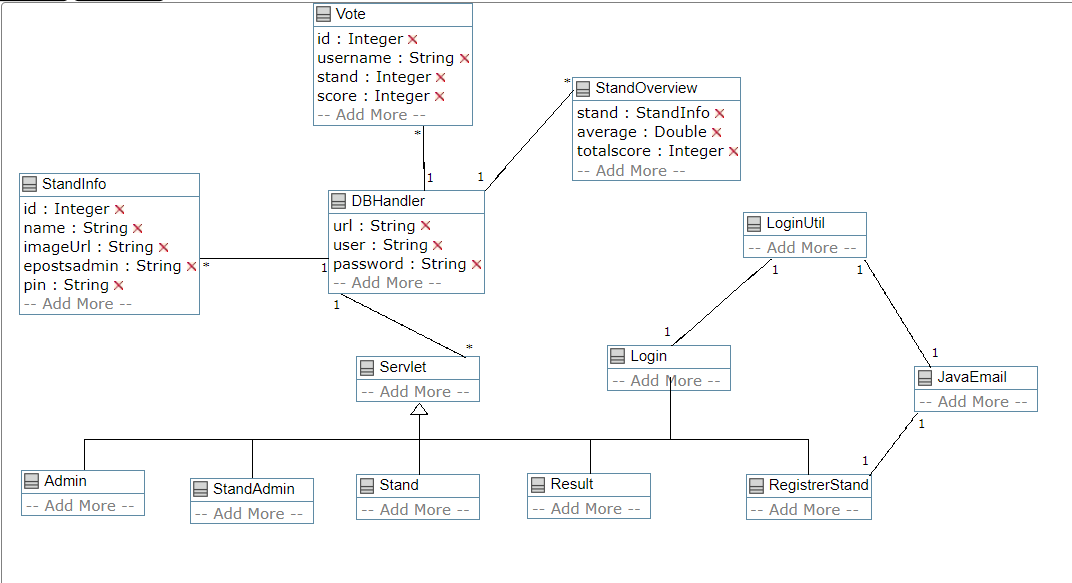 Vote
id : Integer
username : String
stand : Integer
score : Integer
-- Add More --
*
1
*
StandOverview
stand : StandInfo
average : Double
totalscore : Integer
-- Add More --
1
StandInfo
id : Integer
name : String
imageUrl : String
epostsadmin : String
pin : String
-- Add More --
*
1
DBHandler
url : String
user : String
password : String
-- Add More --
1
*
LoginUtil
-- Add More --
1
1
1
1
Servlet
-- Add More --
Login
-- Add More --
JavaEmail
-- Add More --
1
1
Admin
-- Add More --
StandAdmin
-- Add More --
Stand
-- Add More --
Result
-- Add More --
RegistrerStand
-- Add More --